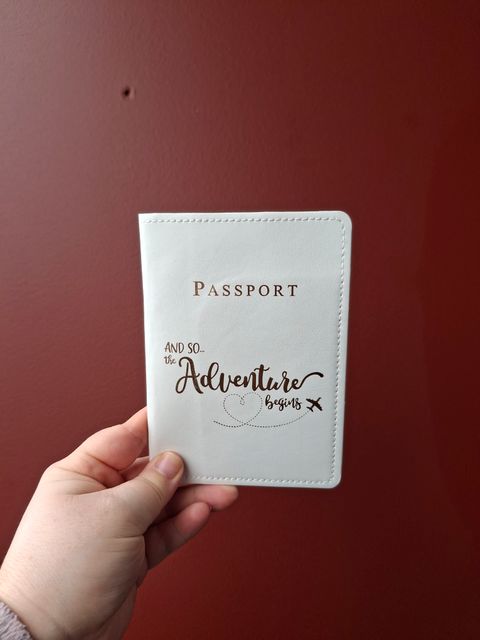 PASSPORT
AND SO...
the Adventure
begins